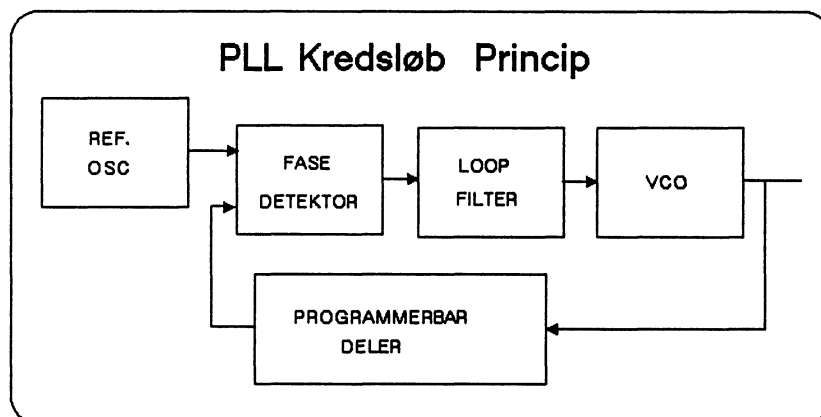 PLL Kredsløb Princip
REF.
OSC
FASE
DETEKTOR
LOOP
FILTER
VCO
PROGRAMMERBAR
DELER